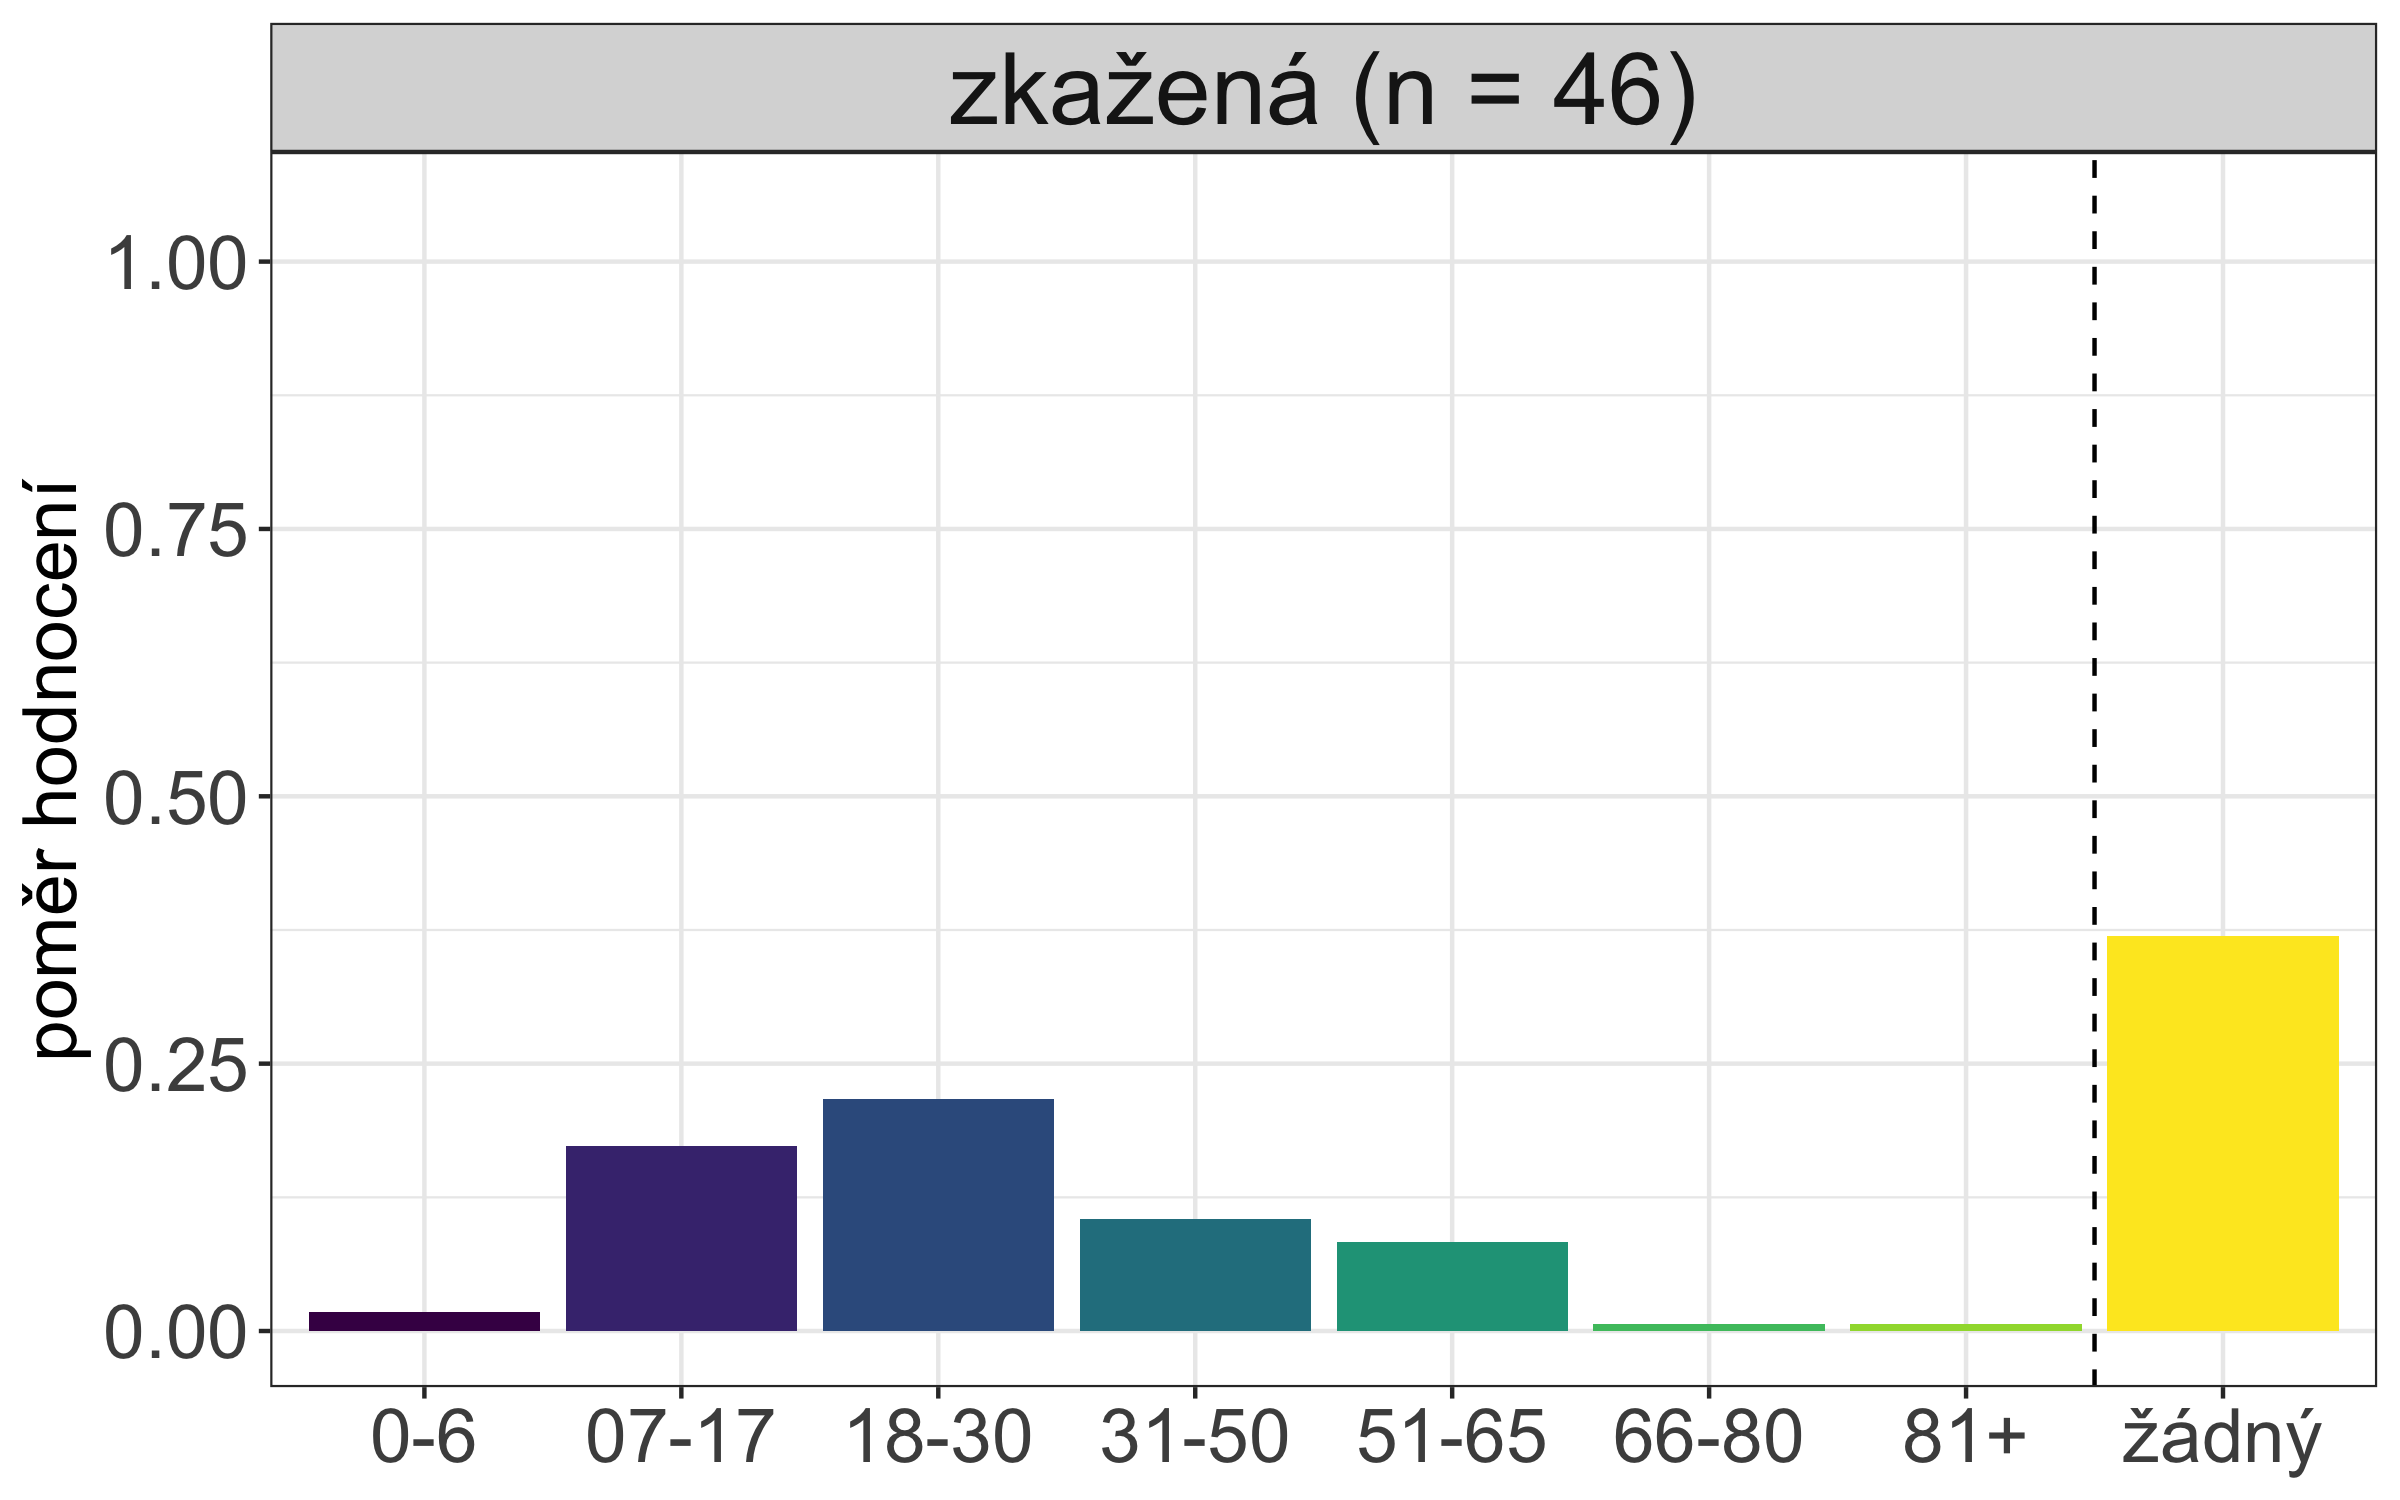 zkažená (n = 46)
poměr hodnocení
1.00
0.75
0.50
0.25
0.00
0-6 07-17 18-30 31-50 51-65 66-80 81+ žádný